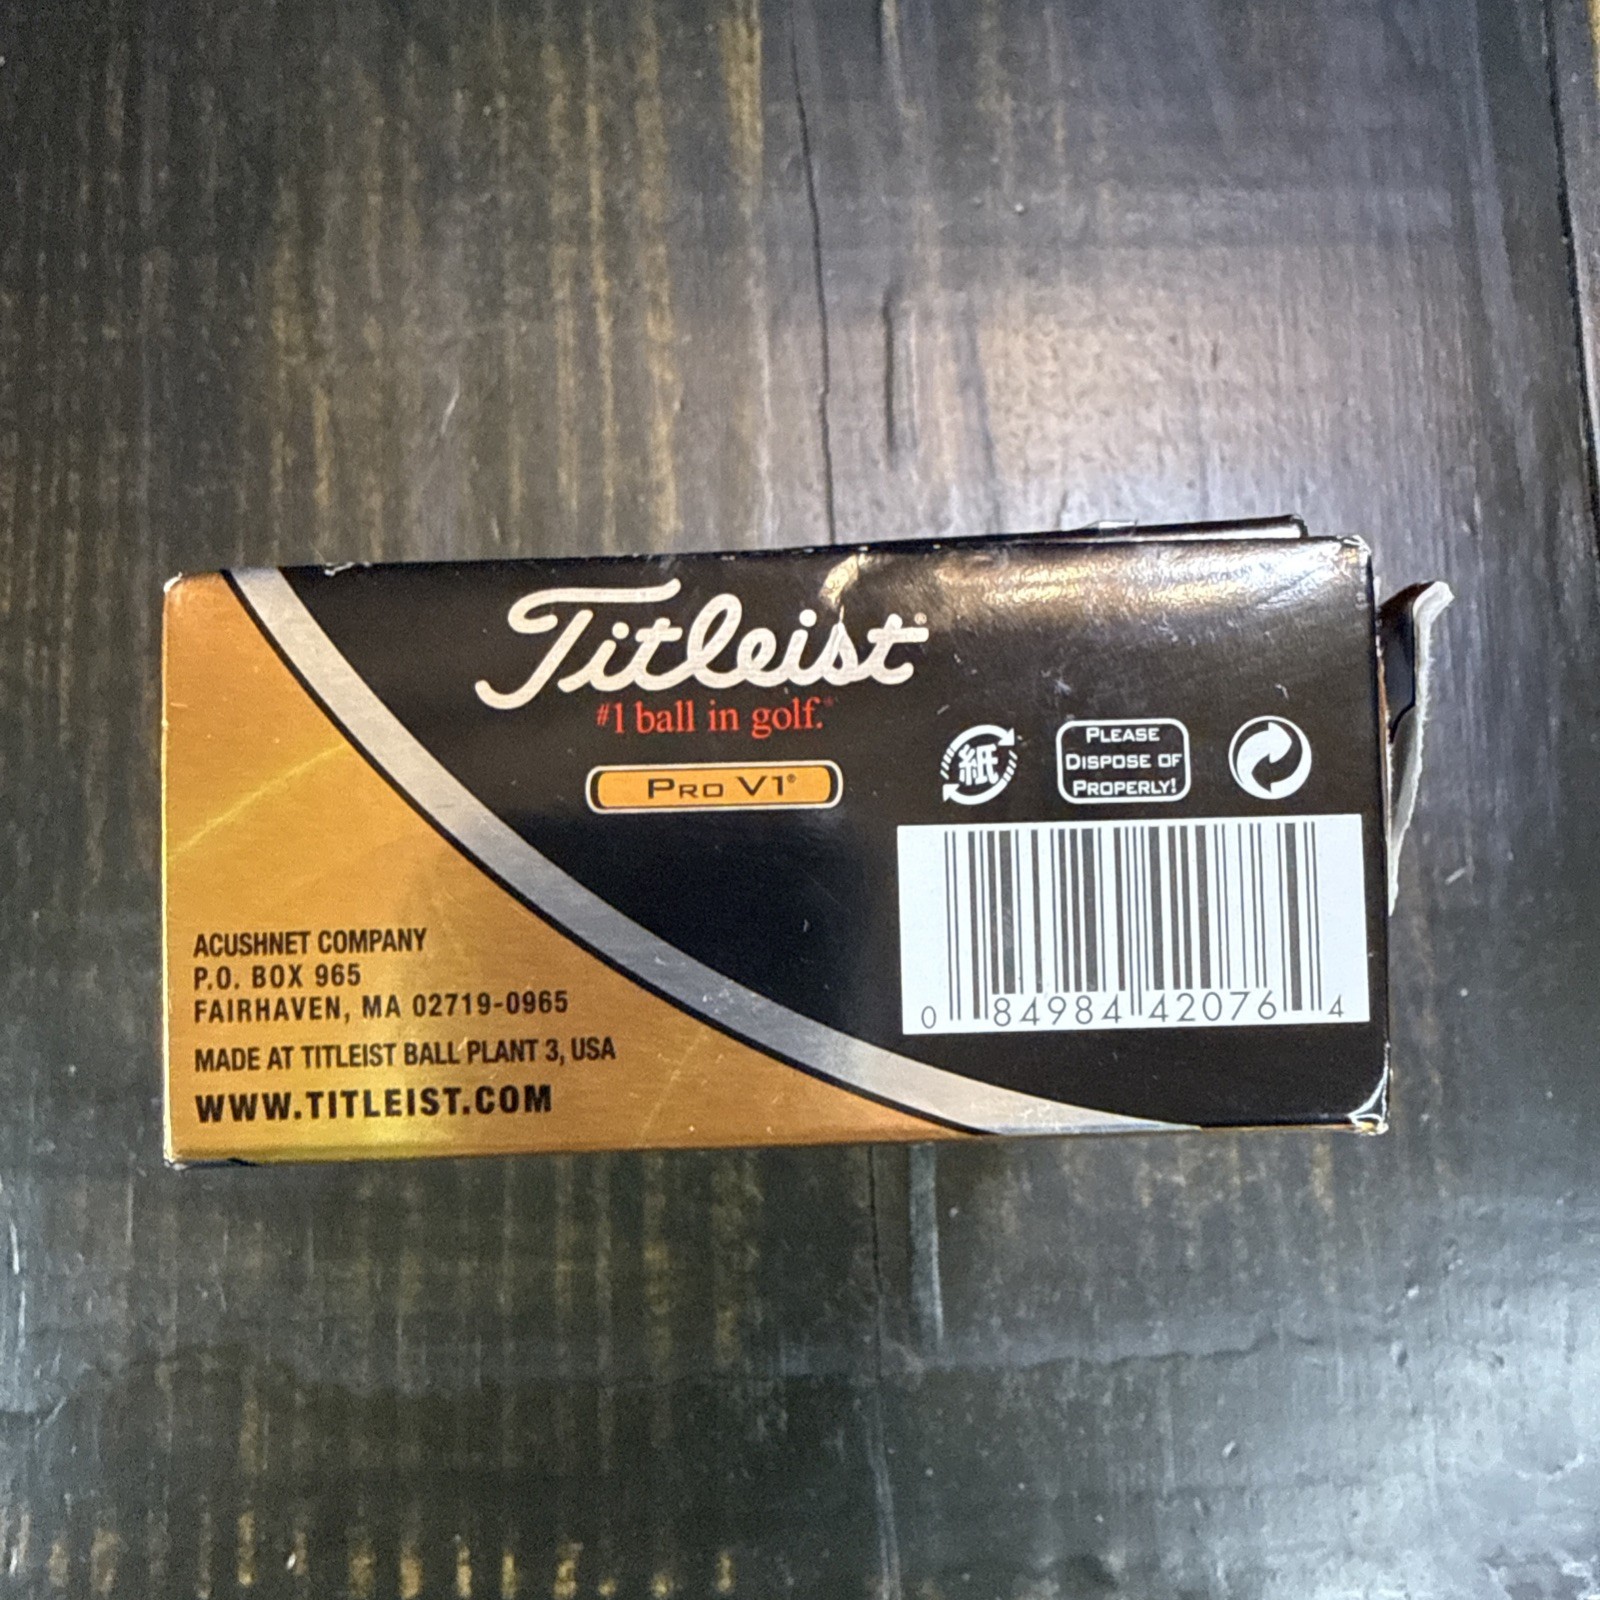 Titleist®
#1 ball in golf.®
Pro V1®
紙
Please
Dispose of
Properly!
0 84984 42076 4
ACUSHNET COMPANY
P.O. BOX 965
FAIRHAVEN, MA 02719-0965
MADE AT TITLEIST BALL PLANT 3, USA
WWW.TITLEIST.COM